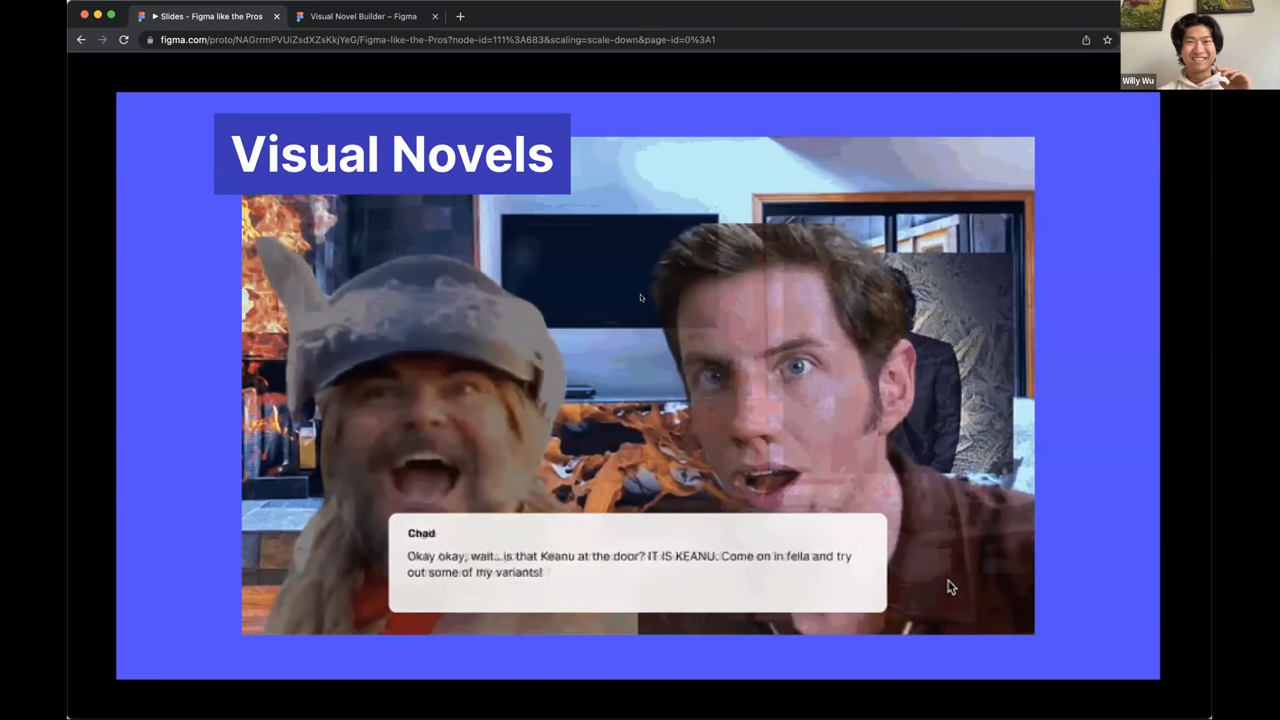 Slides - Figma like the Pros
Visual Novel Builder – Figma
figma.com/proto/NAGrrmPVUiZsdXZsKkjYeG/Figma-like-the-Pros?node-id=111%3A683&scaling=scale-down&page-id=0%3A1
Willy Wu
Visual Novels
Chad
Okay okay, wait... is that Keanu at the door? IT IS KEANU. Come on in fella and try
out some of my variants!